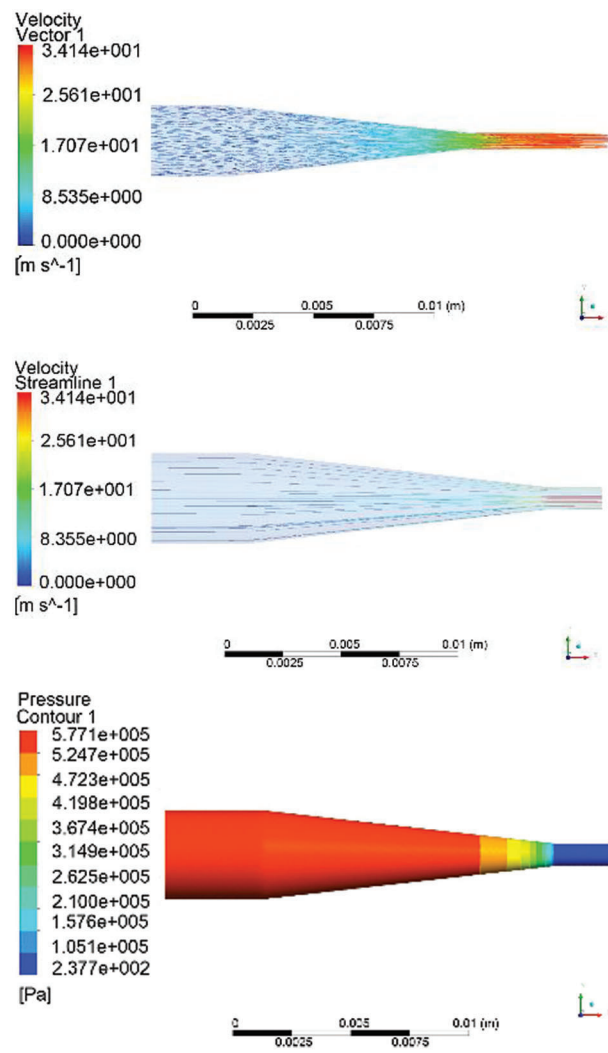 Velocity
Vector 1
3.414e+001
2.561e+001
1.707e+001
8.535e+000
0.000e+000
[m s^-1]
0 0.005 0.01 (m)
0.0025 0.0075
Velocity
Streamline 1
3.414e+001
2.561e+001
1.707e+001
8.355e+000
0.000e+000
[m s^-1]
0 0.005 0.01 (m)
0.0025 0.0075
Pressure
Contour 1
5.771e+005
5.247e+005
4.723e+005
4.198e+005
3.674e+005
3.149e+005
2.625e+005
2.100e+005
1.576e+005
1.051e+005
2.377e+002
[Pa]
0 0.005 0.01 (m)
0.0025 0.0075